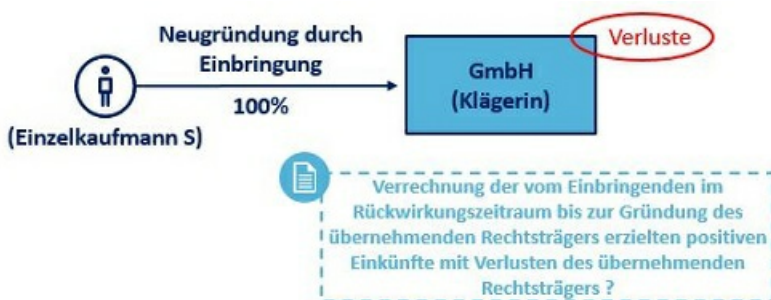 Neugründung durch
Einbringung
100%
(Einzelkaufmann S)
GmbH
(Klägerin)
Verluste
Verrechnung der vom Einbringenden im
Rückwirkungszeitraum bis zur Gründung des
übernehmenden Rechtsträgers erzielten positiven
Einkünfte mit Verlusten des übernehmenden
Rechtsträgers ?